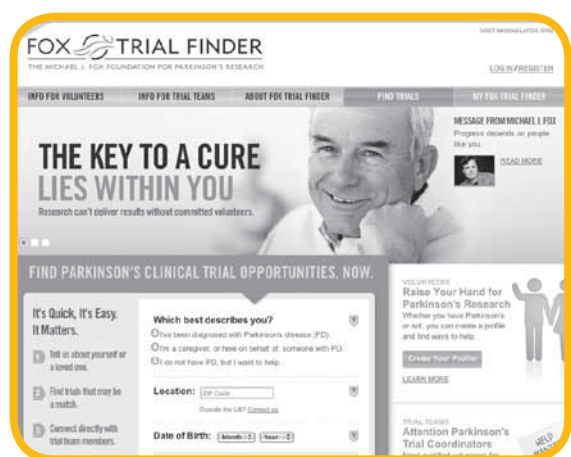 VISIT MICHAELJFOX.ORG
FOX TRIAL FINDER
THE MICHAEL J. FOX FOUNDATION FOR PARKINSON'S RESEARCH
LOG IN / REGISTER
INFO FOR VOLUNTEERS
INFO FOR TRIAL TEAMS
ABOUT FOX TRIAL FINDER
FIND TRIALS
MY FOX TRIAL FINDER
THE KEY TO A CURE
LIES WITHIN YOU
Research can't deliver results without committed volunteers.
MESSAGE FROM MICHAEL J. FOX
Progress depends on people
like you.
READ MORE
FIND PARKINSON'S CLINICAL TRIAL OPPORTUNITIES, NOW.
It's Quick, It's Easy.
It Matters.
1 Tell us about yourself or
a loved one.
2 Find trials that may be
a match.
3 Connect directly with
trial team members.
Which best describes you?
I've been diagnosed with Parkinson's disease (PD).
I'm a caregiver, or here on behalf of, someone with PD.
I do not have PD, but I want to help.
Location: ZIP Code
Outside the US? Contact us
Date of Birth: Month Year
VOLUNTEERS
Raise Your Hand for
Parkinson's Research
Whether you have Parkinson's
or not, you can create a profile
and find ways to help.
Create Your Profile
LEARN MORE
TRIAL TEAMS
Attention Parkinson's
Trial Coordinators
HELP